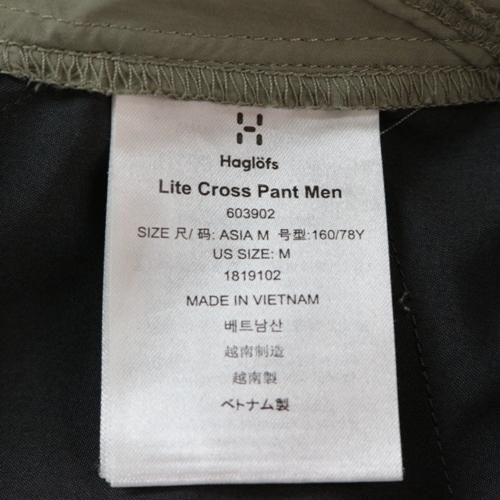 Haglöfs
Lite Cross Pant Men
603902
SIZE 尺/ 码: ASIA M 号型:160/78Y
US SIZE: M
1819102
MADE IN VIETNAM
베트남산
越南制造
越南製
ベトナム製